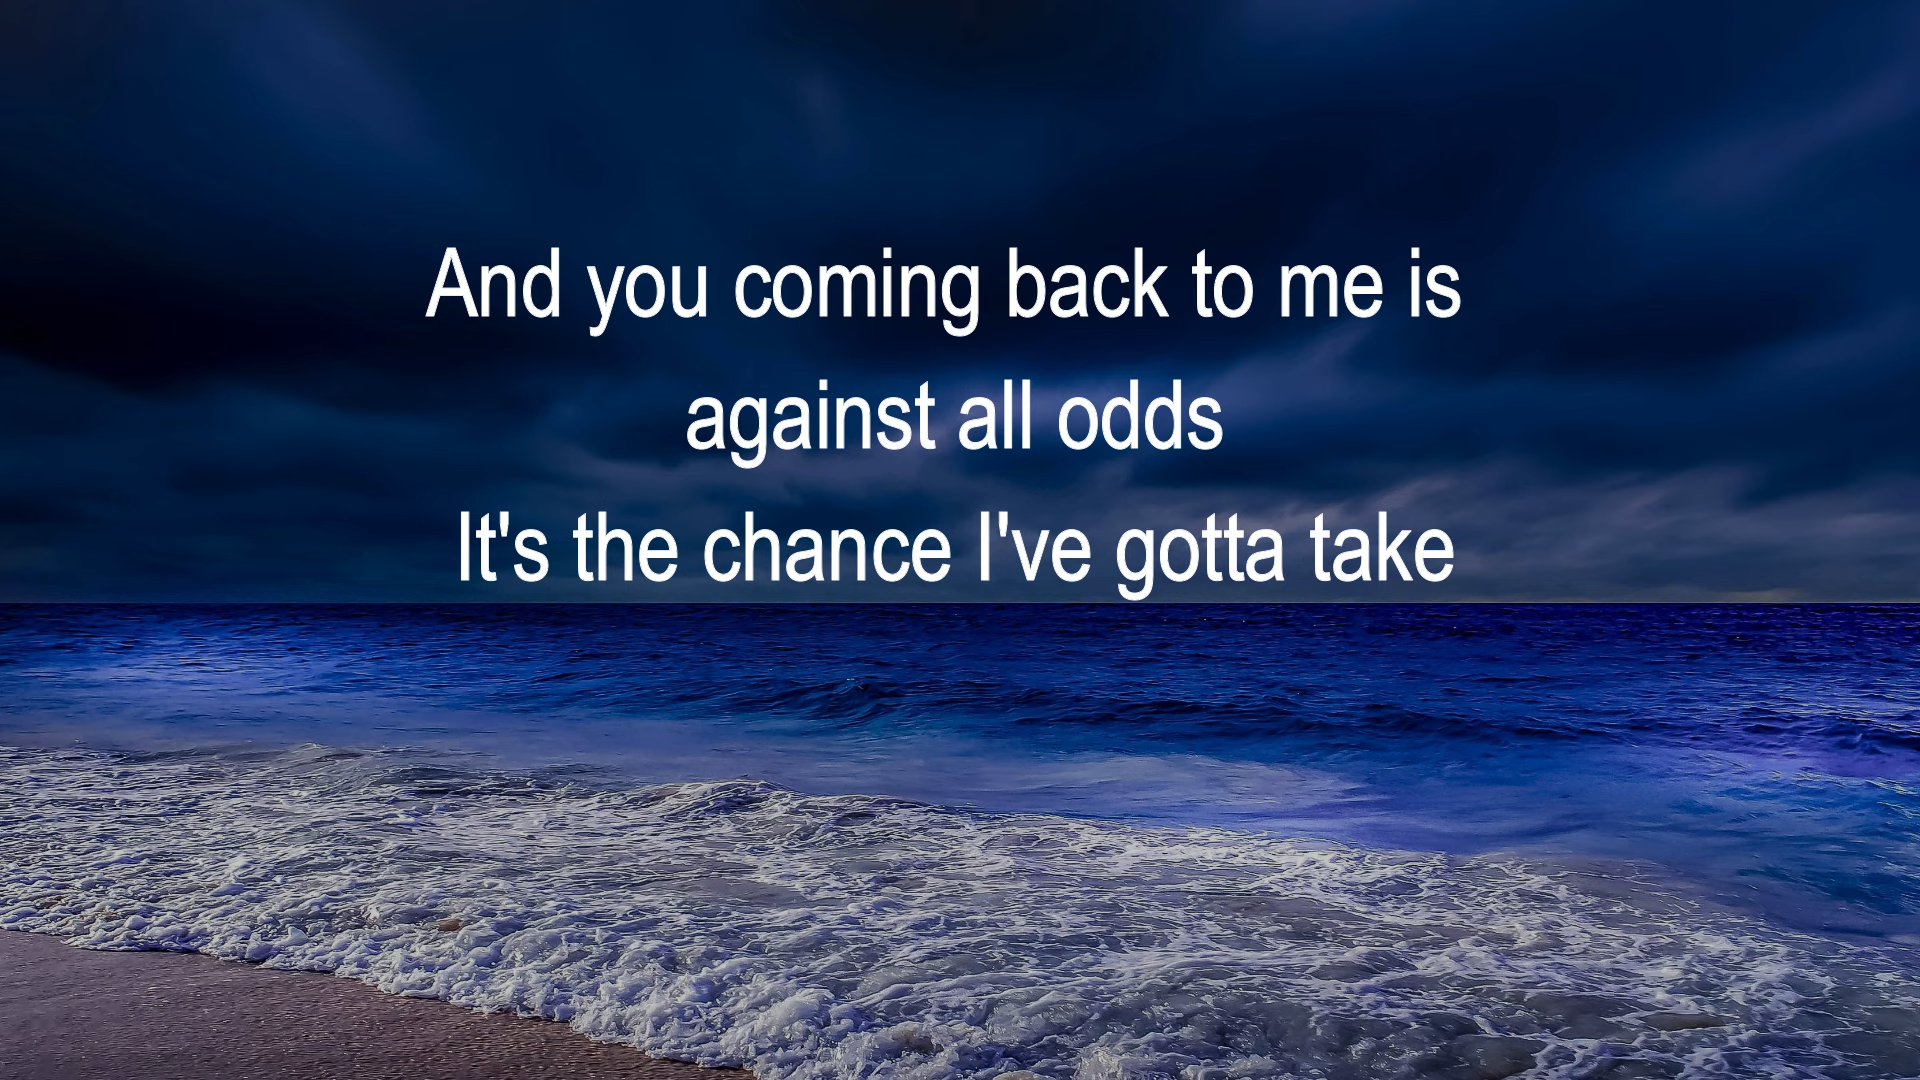 And you coming back to me is
against all odds
It's the chance I've gotta take